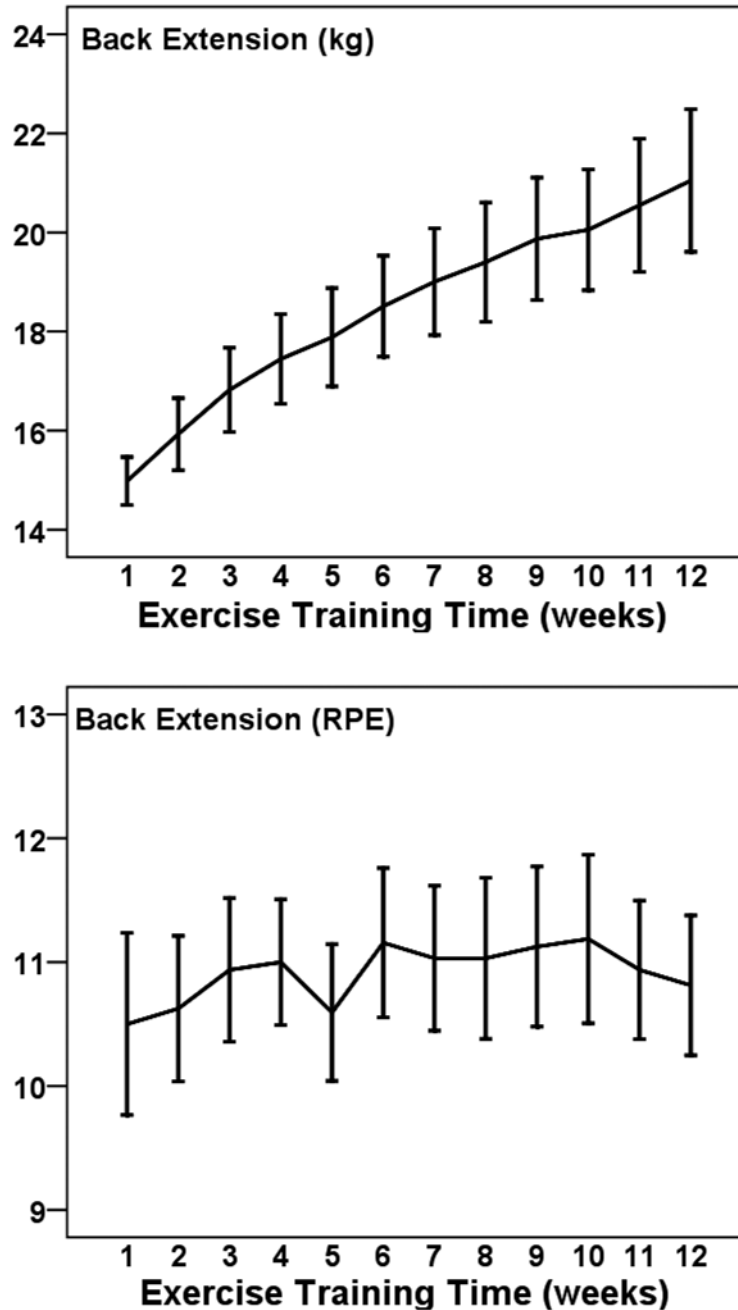 Back Extension (kg)
24
22
20
18
16
14
1 2 3 4 5 6 7 8 9 10 11 12
Exercise Training Time (weeks)
Back Extension (RPE)
13
12
11
10
9
1 2 3 4 5 6 7 8 9 10 11 12
Exercise Training Time (weeks)